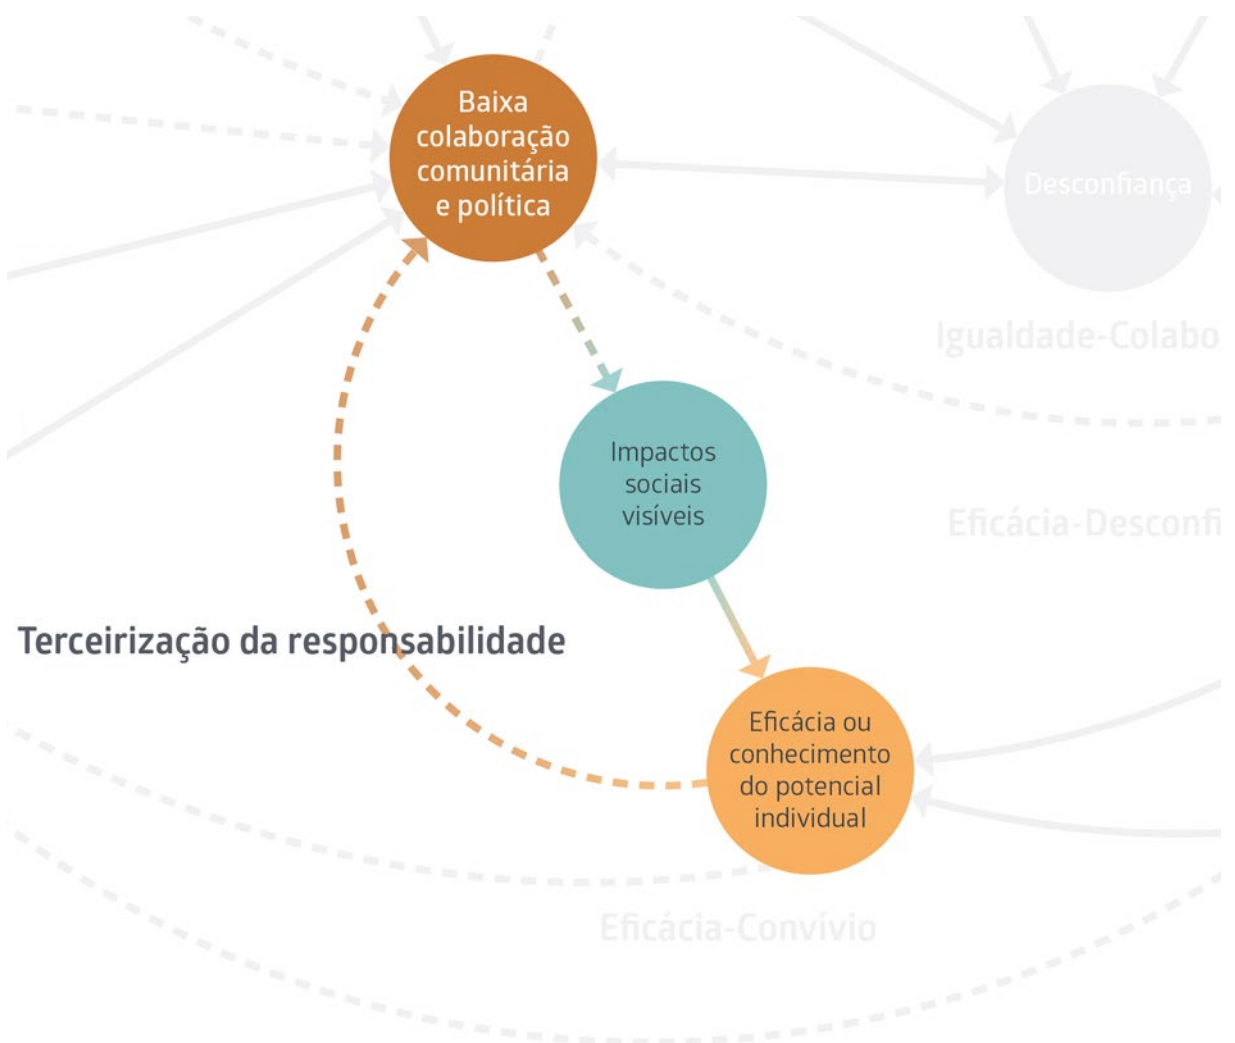 Baixa
colaboração
comunitária
e política
Desconfiança
Igualdade-Colabo
Impactos
sociais
visíveis
Eficácia-Desconfi
Terceirização da responsabilidade
Eficácia ou
conhecimento
do potencial
individual
Eficácia-Convívio